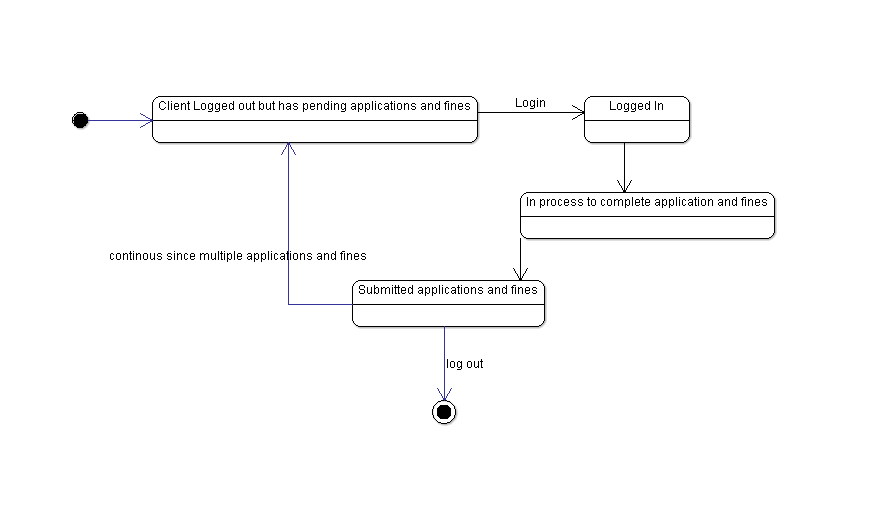 Client Logged out but has pending applications and fines
Login
Logged In
In process to complete application and fines
continous since multiple applications and fines
Submitted applications and fines
log out